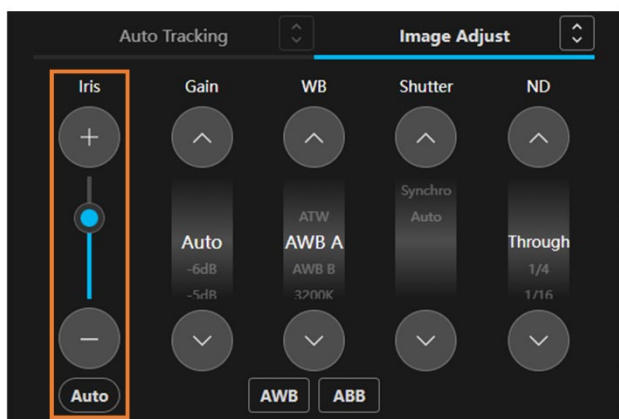 Auto Tracking
Image Adjust
Iris
Gain
WB
Shutter
ND
Synchro
ATW
Auto
Auto
AWB A
Through
-6dB
AWB B
1/4
-5dB
3200K
1/16
Auto
AWB
ABB